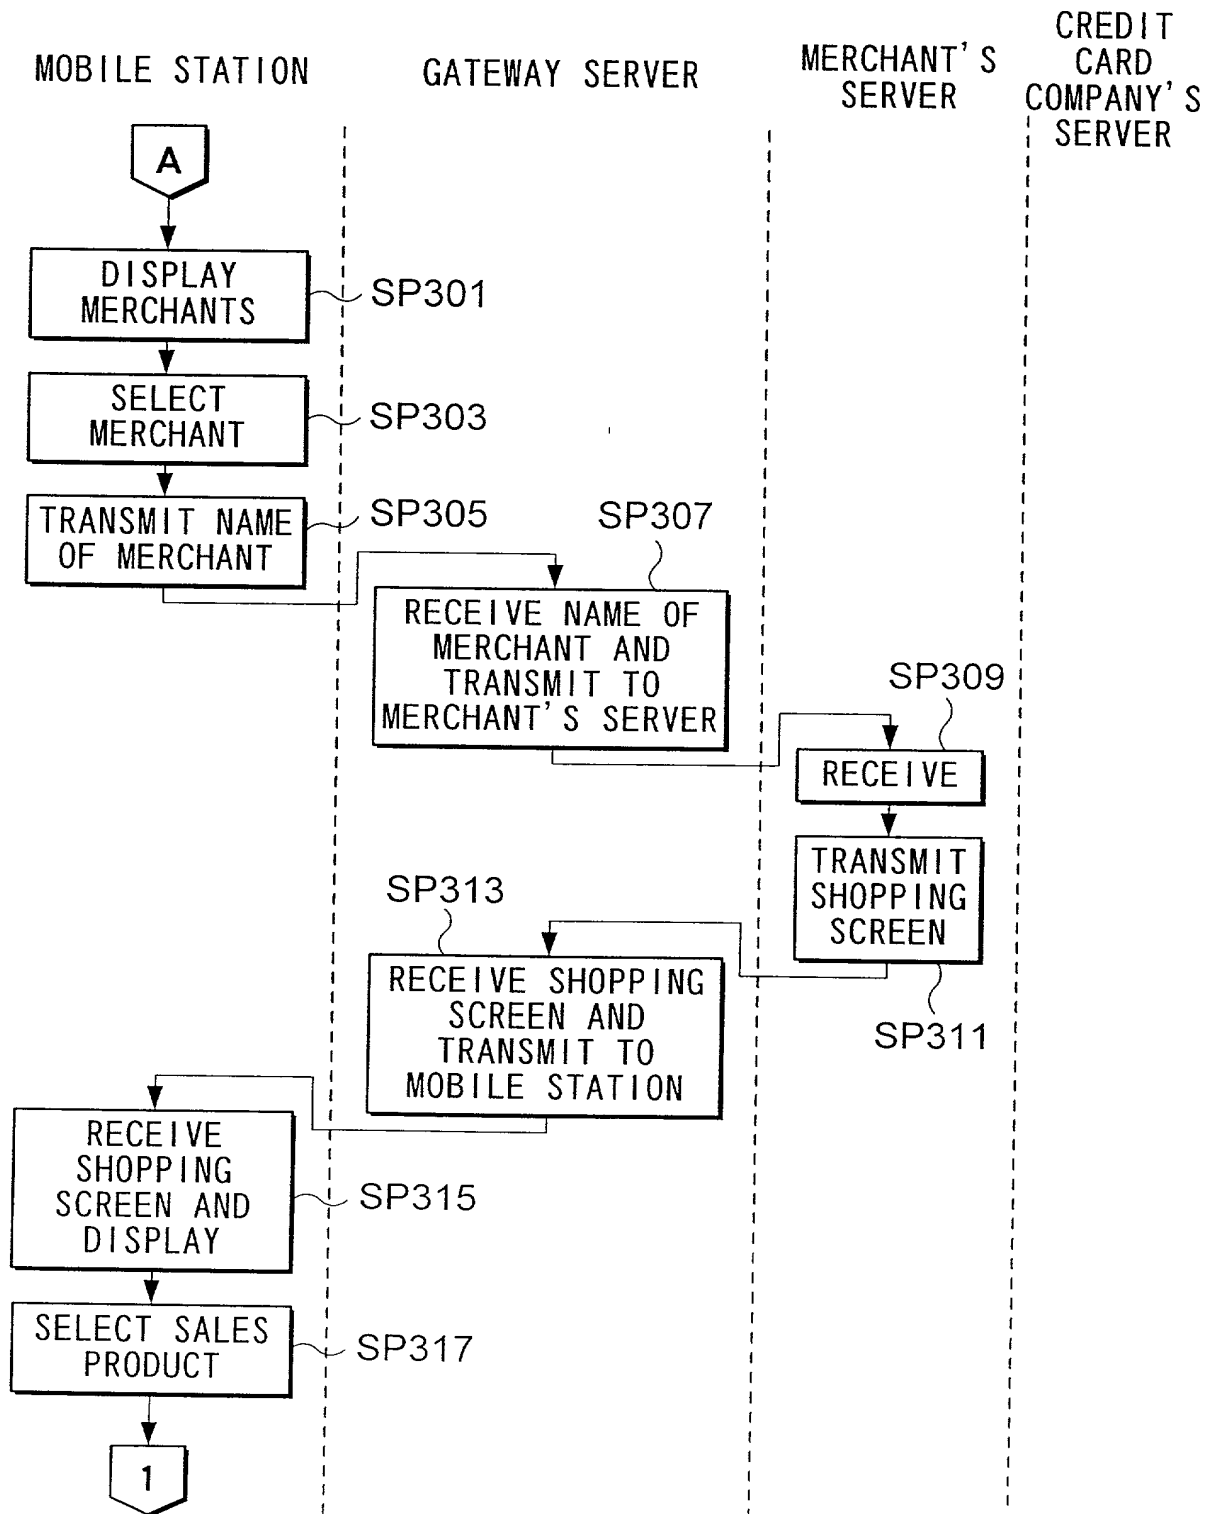 MOBILE STATION
GATEWAY SERVER
MERCHANT'S
SERVER
CREDIT
CARD
COMPANY'S
SERVER
A
DISPLAY
MERCHANTS
SP301
SELECT
MERCHANT
SP303
TRANSMIT NAME
OF MERCHANT
SP305
SP307
RECEIVE NAME OF
MERCHANT AND
TRANSMIT TO
MERCHANT'S SERVER
SP309
RECEIVE
TRANSMIT
SHOPPING
SCREEN
SP311
SP313
RECEIVE SHOPPING
SCREEN AND
TRANSMIT TO
MOBILE STATION
RECEIVE
SHOPPING
SCREEN AND
DISPLAY
SP315
SELECT SALES
PRODUCT
SP317
1